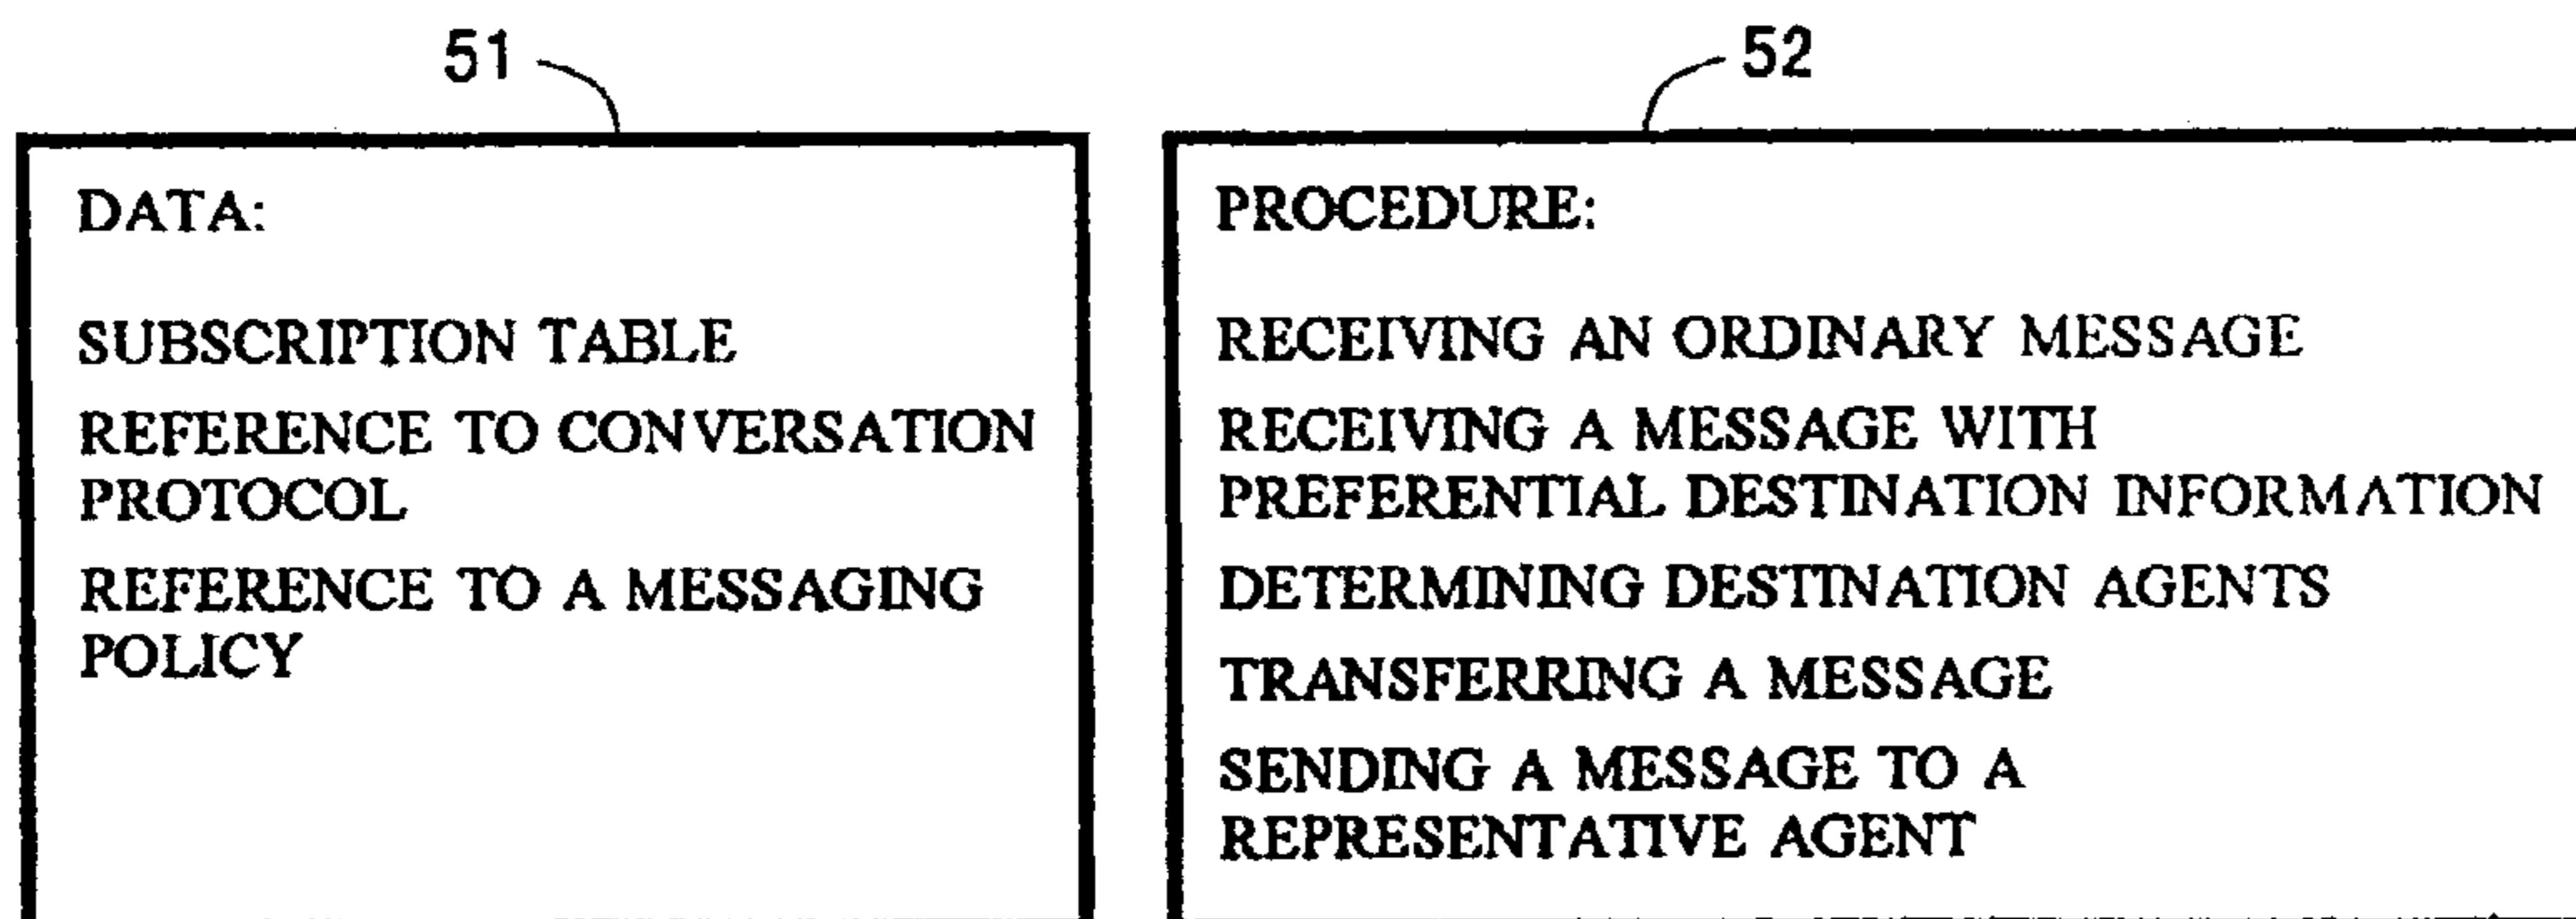 51
52
DATA:
SUBSCRIPTION TABLE
REFERENCE TO CONVERSATION
PROTOCOL
REFERENCE TO A MESSAGING
POLICY
PROCEDURE:
RECEIVING AN ORDINARY MESSAGE
RECEIVING A MESSAGE WITH
PREFERENTIAL DESTINATION INFORMATION
DETERMINING DESTINATION AGENTS
TRANSFERRING A MESSAGE
SENDING A MESSAGE TO A
REPRESENTATIVE AGENT